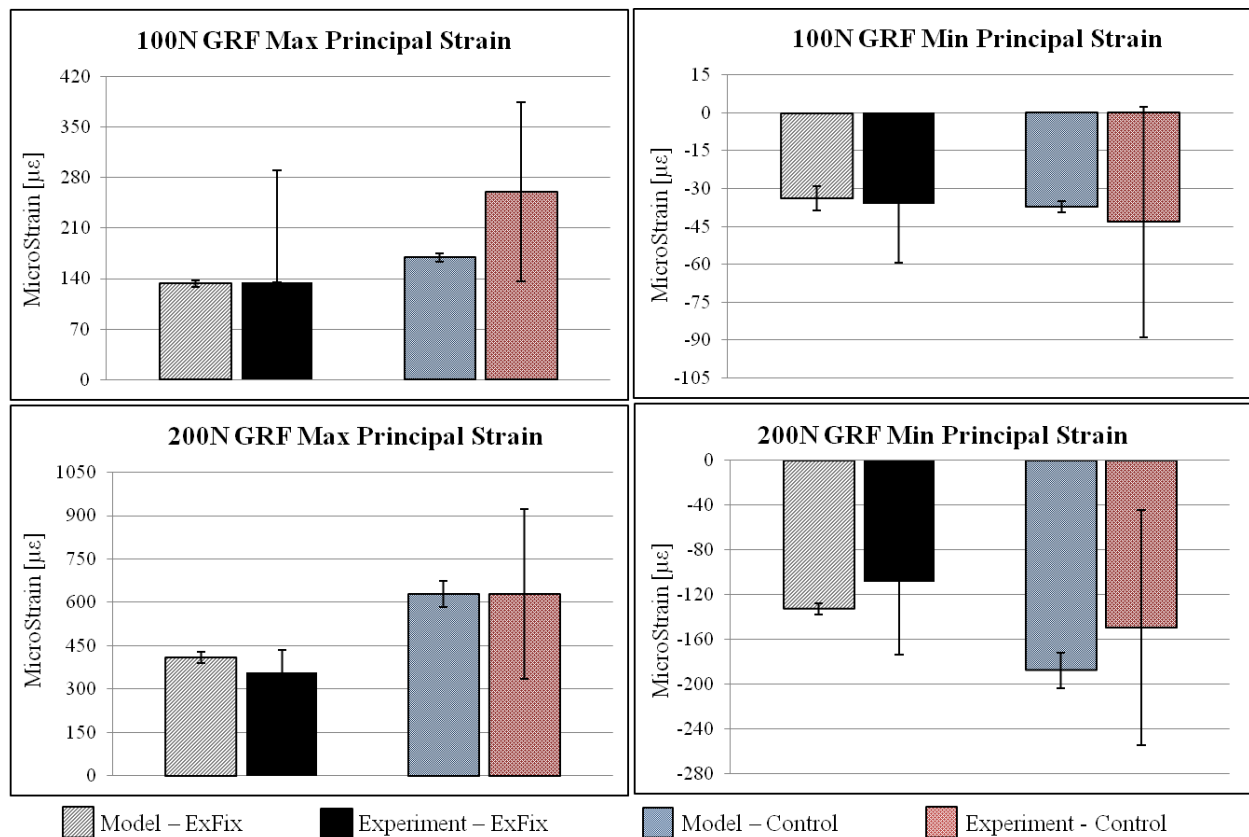 100N GRF Max Principal Strain
MicroStrain [µε]
420
350
280
210
140
70
0
100N GRF Min Principal Strain
MicroStrain [µε]
15
0
-15
-30
-45
-60
-75
-90
-105
200N GRF Max Principal Strain
MicroStrain [µε]
1050
900
750
600
450
300
150
0
200N GRF Min Principal Strain
MicroStrain [µε]
0
-40
-80
-120
-160
-200
-240
-280
Model – ExFix
Experiment – ExFix
Model – Control
Experiment - Control